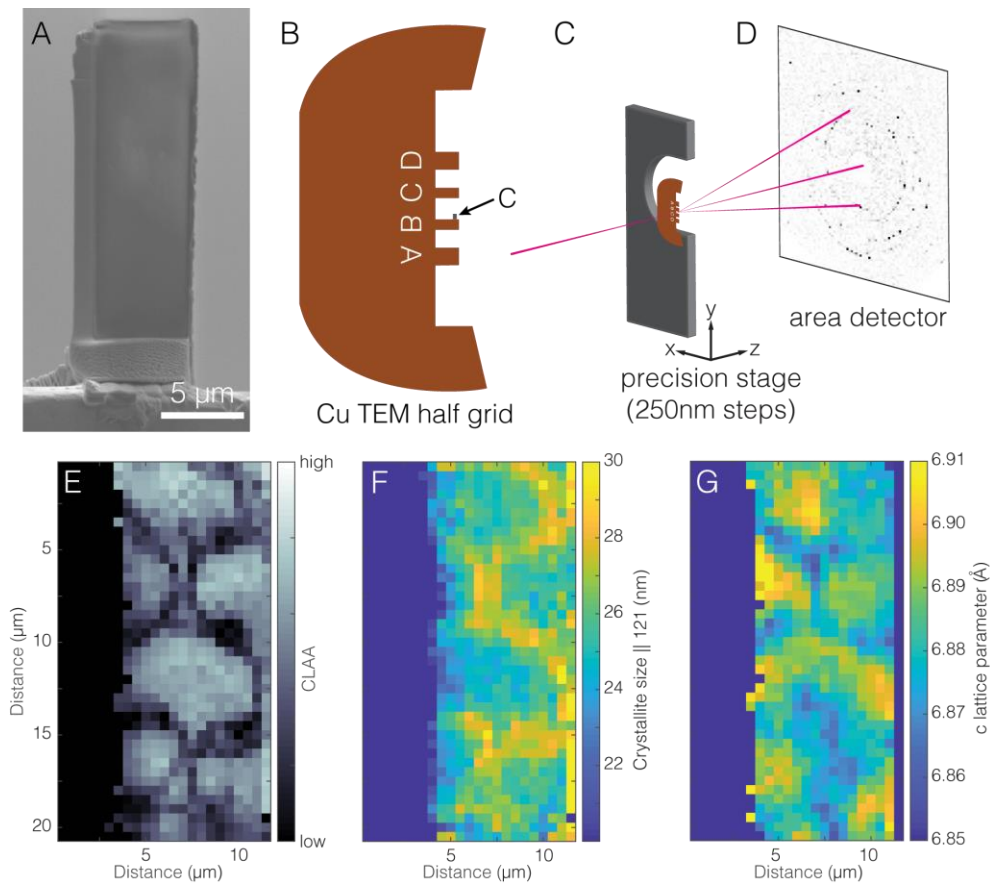 A
5 µm
B
A B C D
C
Cu TEM half grid
C
A B C D
y
x
z
precision stage
(250nm steps)
D
area detector
E
5
10
15
20
Distance (µm)
5
10
Distance (µm)
high
CLAA
low
F
5
10
Distance (µm)
30
28
26
24
22
Crystallite size || 121 (nm)
G
5
10
Distance (µm)
6.91
6.90
6.89
6.88
6.87
6.86
6.85
c lattice parameter (Å)